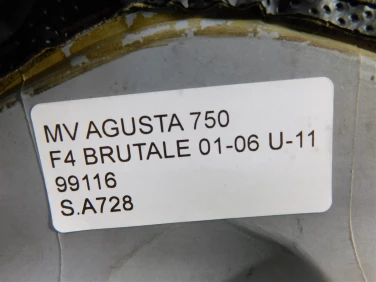 MV AGUSTA 750
F4 BRUTALE 01-06 U-11
99116
S.A728